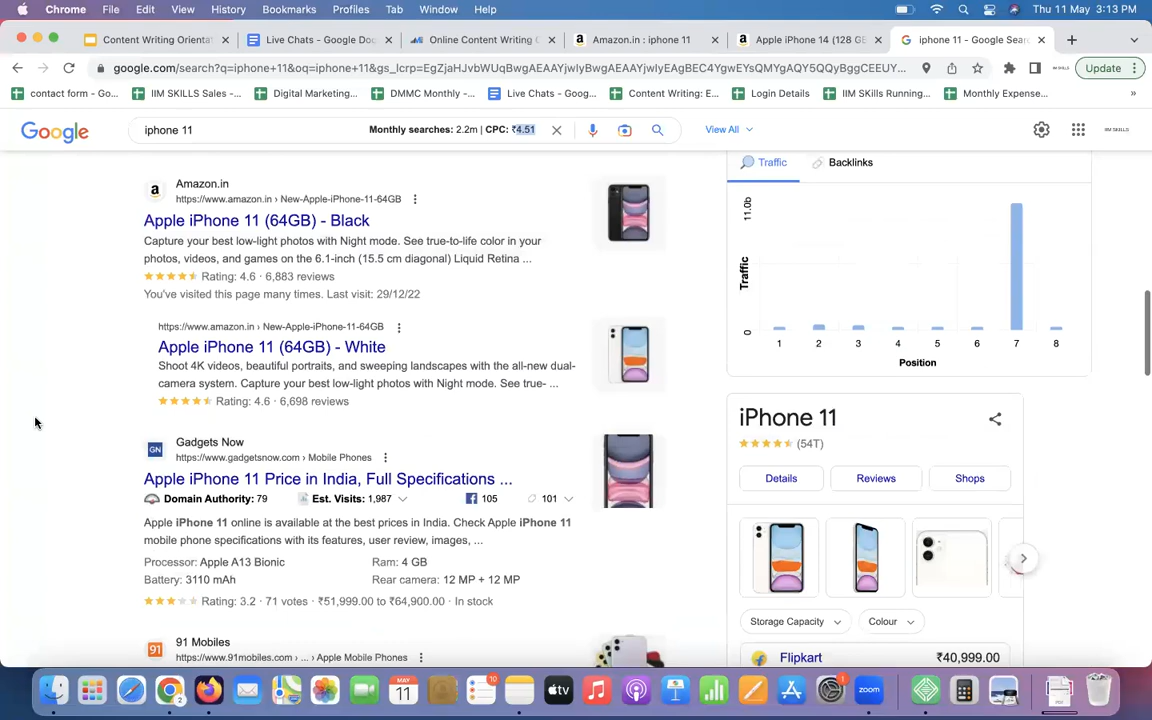 Chrome File Edit View History Bookmarks Profiles Tab Window Help Thu 11 May 3:13 PM
Content Writing Orienta Live Chats - Google Doc Online Content Writing C Amazon.in : iphone 11 Apple iPhone 14 (128 GE iphone 11 - Google Sear
google.com/search?q=iphone+11&oq=iphone+11&gs_lcrp=EgZjaHJvbWUqBwgAEAAYjwIyBwgAEAAYjwIyEAgBEC4YgwEYsQMYgAQY5QQyBggCEEUY... Update
contact form - Go... IIM SKILLS Sales -... Digital Marketing... DMMC Monthly -... Live Chats - Goog... Content Writing: E... Login Details IIM SKills Running... Monthly Expense... »
Google iphone 11 Monthly searches: 2.2m | CPC: ₹4.51 View All IIM SKILLS
Traffic Backlinks
11.0b
Traffic
0
1 2 3 4 5 6 7 8
Position
a Amazon.in
https://www.amazon.in › New-Apple-iPhone-11-64GB
Apple iPhone 11 (64GB) - Black
Capture your best low-light photos with Night mode. See true-to-life color in your
photos, videos, and games on the 6.1-inch (15.5 cm diagonal) Liquid Retina ...
Rating: 4.6 · 6,883 reviews
You've visited this page many times. Last visit: 29/12/22
https://www.amazon.in › New-Apple-iPhone-11-64GB
Apple iPhone 11 (64GB) - White
Shoot 4K videos, beautiful portraits, and sweeping landscapes with the all-new dual-
camera system. Capture your best low-light photos with Night mode. See true- ...
Rating: 4.6 · 6,698 reviews
GN Gadgets Now
https://www.gadgetsnow.com › Mobile Phones
Apple iPhone 11 Price in India, Full Specifications ...
Domain Authority: 79 Est. Visits: 1,987 105 101
Apple iPhone 11 online is available at the best prices in India. Check Apple iPhone 11
mobile phone specifications with its features, user review, images, ...
Processor: Apple A13 Bionic Ram: 4 GB
Battery: 3110 mAh Rear camera: 12 MP + 12 MP
Rating: 3.2 · 71 votes · ₹51,999.00 to ₹64,900.00 · In stock
91 91 Mobiles
https://www.91mobiles.com › ... › Apple Mobile Phones
iPhone 11
(54T)
Details Reviews Shops
Storage Capacity Colour
Flipkart ₹40,999.00
MAY
11
10
tv
zoom
1
2